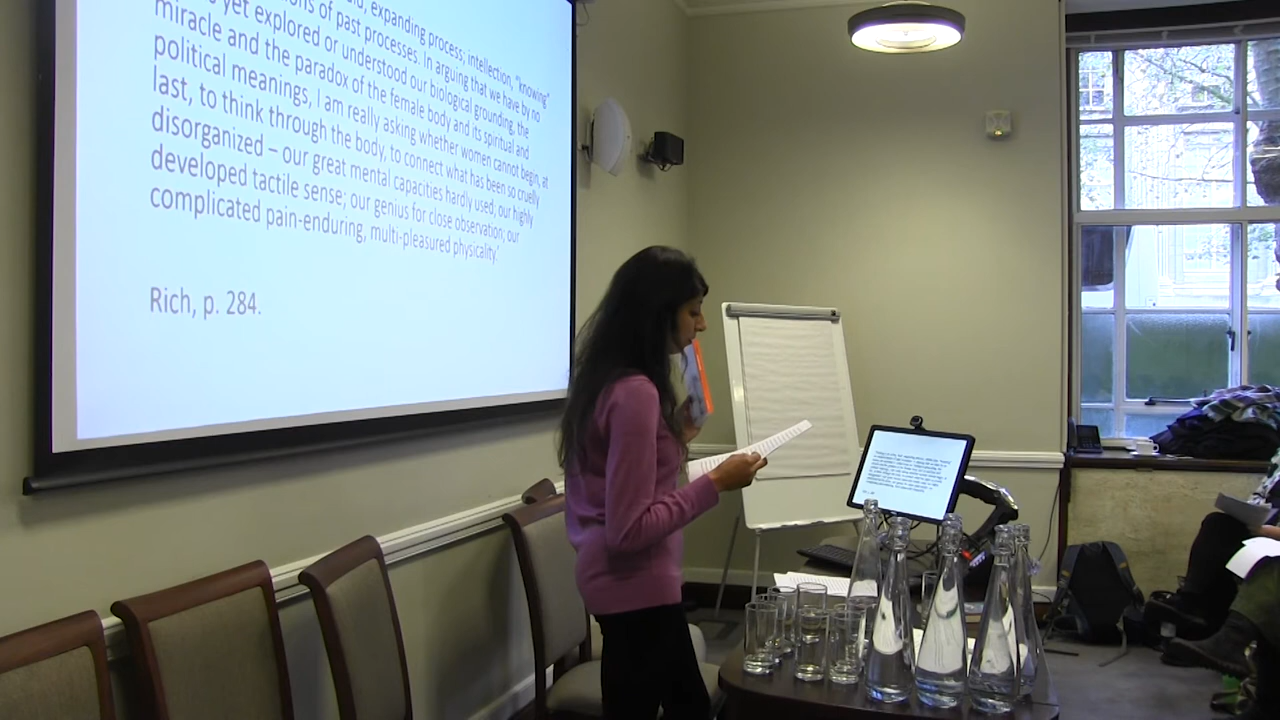 expanding process; intellection, "knowing"
of past processes. In arguing that we have by no
yet explored or understood our biological grounding, the
miracle and the paradox of the female body and its spiritual and
political meanings, I am really asking whether women cannot begin, at
last, to think through the body, to connect what has been so cruelly
disorganized – our great mental capacities hardly used; our highly
developed tactile sense; our genius for close observation; our
complicated pain-enduring, multi-pleasured physicality.'
Rich, p. 284.